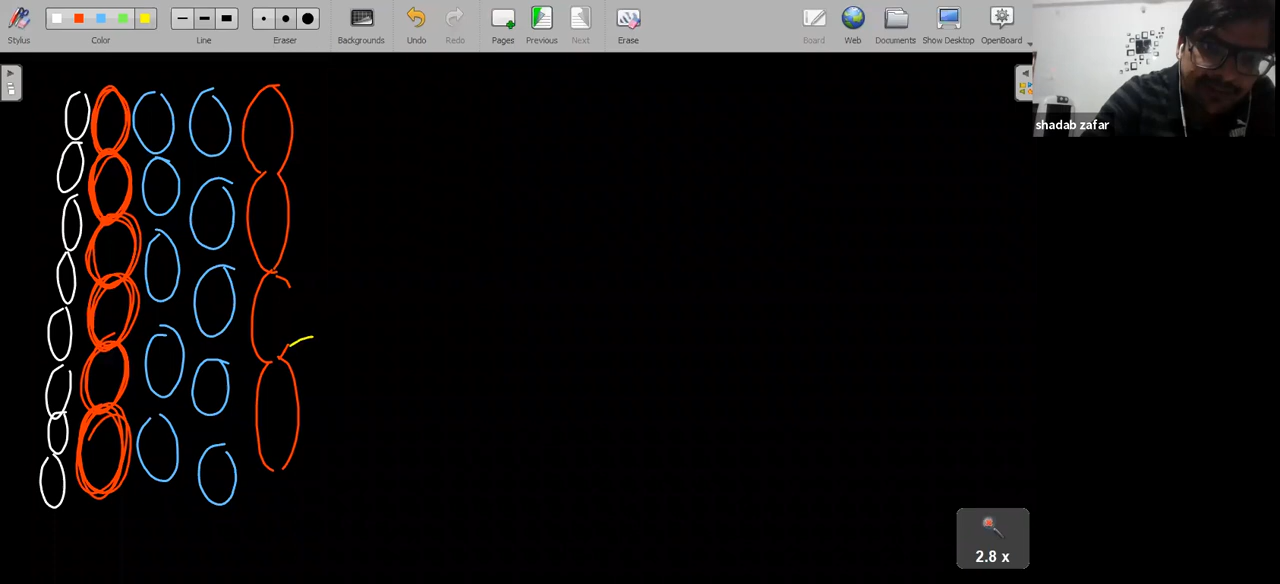 Stylus Color Line Eraser Backgrounds Undo Redo Pages Previous Next Erase Board Web Documents Show Desktop OpenBoard
shadab zafar
2.8 x